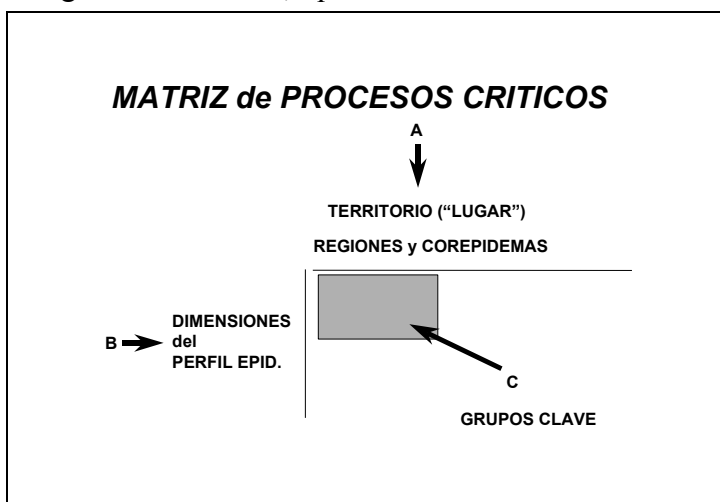 MATRIZ de PROCESOS CRITICOS
A
TERRITORIO (“LUGAR”)
REGIONES y COREPIDEMAS
DIMENSIONES
B del
PERFIL EPID.
C
GRUPOS CLAVE